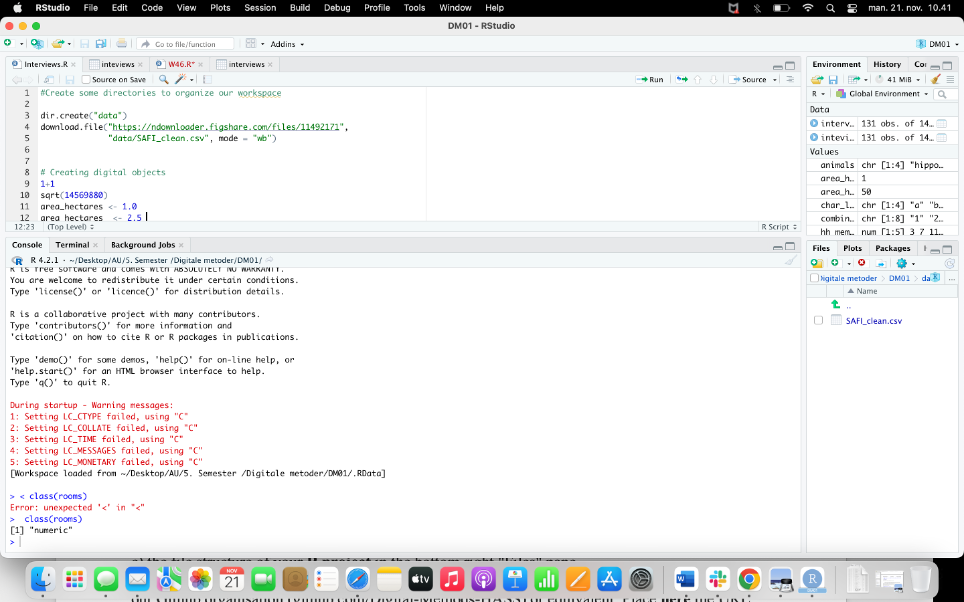 RStudio File Edit Code View Plots Session Build Debug Profile Tools Window Help man. 21. nov. 10.41
DM01 - RStudio
Go to file/function Addins DM01
Interviews.R inteviews W46.R* interviews
Source on Save Run Source
1 #Create some directories to organize our workspace
2
3 dir.create("data")
4 download.file("https://ndownloader.figshare.com/files/11492171",
5 "data/SAFI_clean.csv", mode = "wb")
6
7
8 # Creating digital objects
9 1+1
10 sqrt(14569880)
11 area_hectares <- 1.0
12 area_hectares <- 2.5
12:23 (Top Level) R Script
Console Terminal Background Jobs
R 4.2.1 · ~/Desktop/AU/5. Semester /Digitale metoder/DM01/
R is free software and comes with ABSOLUTELY NO WARRANTY.
You are welcome to redistribute it under certain conditions.
Type 'license()' or 'licence()' for distribution details.
R is a collaborative project with many contributors.
Type 'contributors()' for more information and
'citation()' on how to cite R or R packages in publications.
Type 'demo()' for some demos, 'help()' for on-line help, or
'help.start()' for an HTML browser interface to help.
Type 'q()' to quit R.
During startup - Warning messages:
1: Setting LC_CTYPE failed, using "C"
2: Setting LC_COLLATE failed, using "C"
3: Setting LC_TIME failed, using "C"
4: Setting LC_MESSAGES failed, using "C"
5: Setting LC_MONETARY failed, using "C"
[Workspace loaded from ~/Desktop/AU/5. Semester /Digitale metoder/DM01/.RData]
> < class(rooms)
Error: unexpected '<' in "<"
> class(rooms)
[1] "numeric"
>
Environment History Co
41 MiB
R Global Environment
Data
interv… 131 obs. of 14…
intevi… 131 obs. of 14…
Values
animals chr [1:4] "hippo…
area_h… 1
area_h… 50
char_l… chr [1:4] "a" "b…
combin… chr [1:8] "1" "2…
hh_mem… num [1:5] 3 7 11…
Files Plots Packages
Digitale metoder DM01 da
Name
..
SAFI_clean.csv
NOV
21
tv